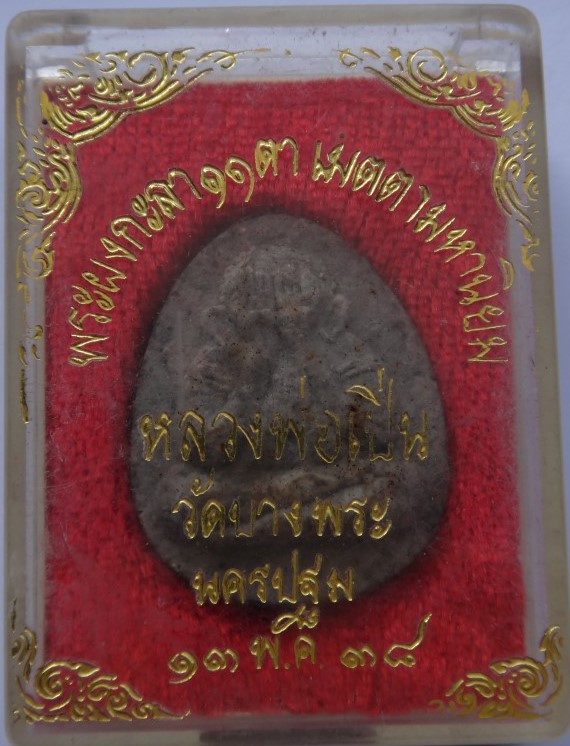 พระผงกะลา ๑๑ ตา เมตตามหานิยม
หลวงพ่อเปิ่น
วัดบางพระ
นครปฐม
๑๓ พ.ค. ๓๘